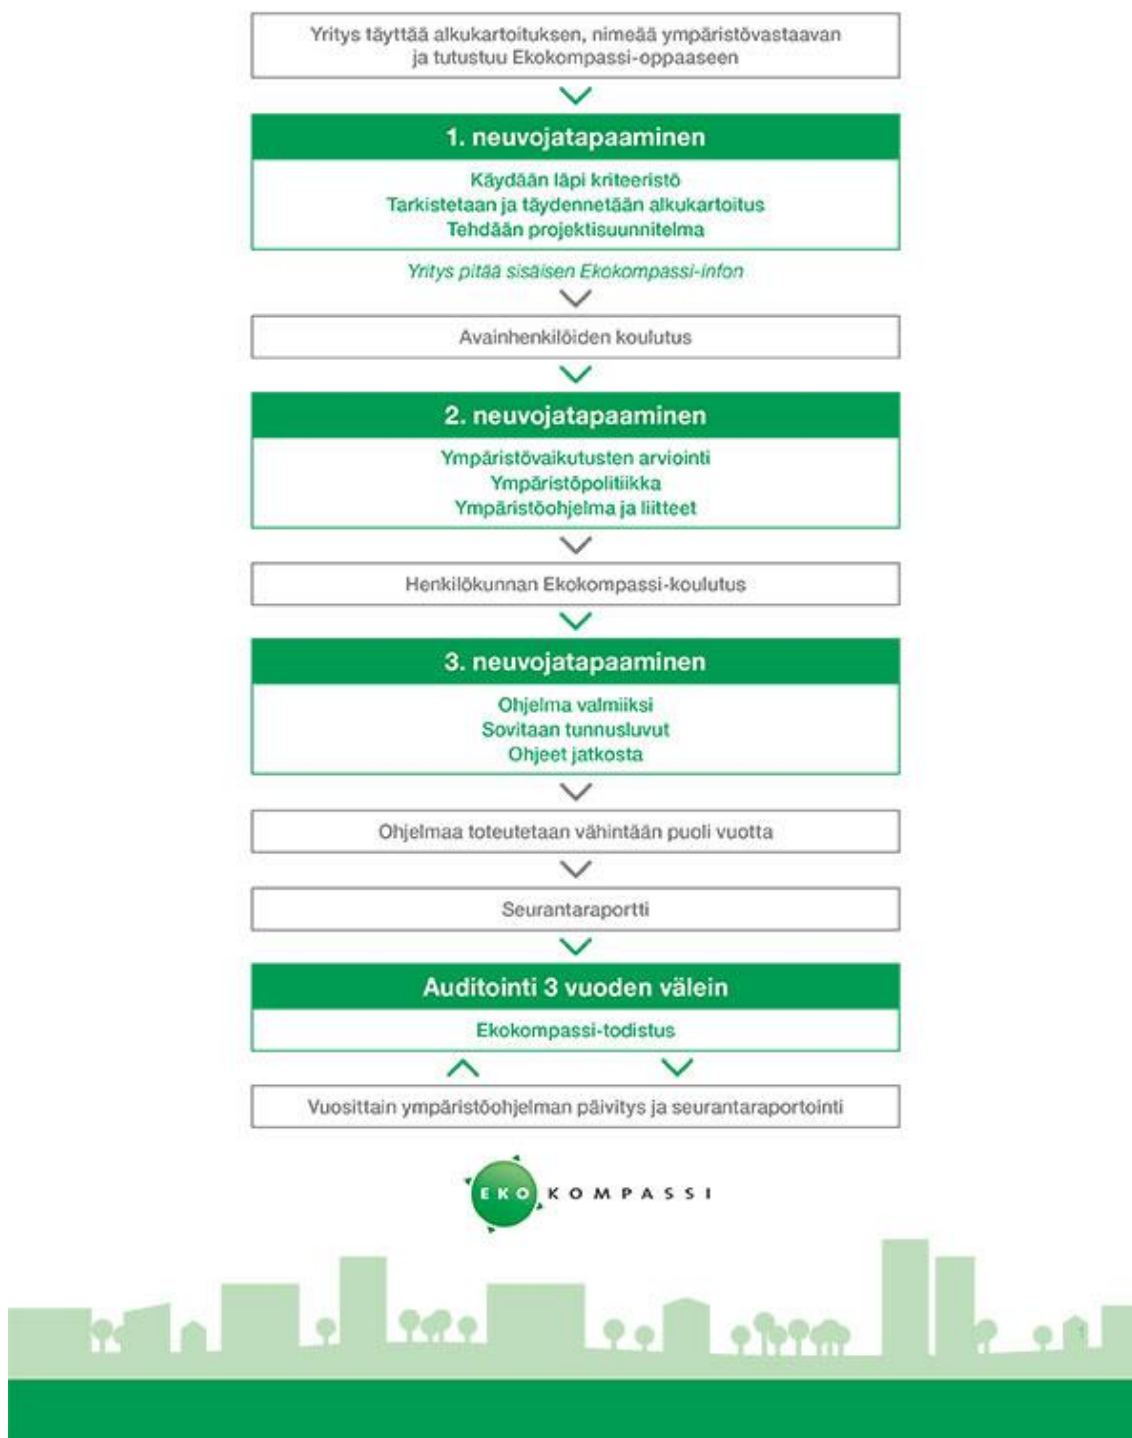 Yritys täyttää alkukartoituksen, nimeää ympäristövastaavan
ja tutustuu Ekokompassi-oppaaseen
1. neuvojatapaaminen
Käydään läpi kriteeristö
Tarkistetaan ja täydennetään alkukartoitus
Tehdään projektisuunnitelma
Yritys pitää sisäisen Ekokompassi-infon
Avainhenkilöiden koulutus
2. neuvojatapaaminen
Ympäristövaikutusten arviointi
Ympäristöpolitiikka
Ympäristöohjelma ja liitteet
Henkilökunnan Ekokompassi-koulutus
3. neuvojatapaaminen
Ohjelma valmiiksi
Sovitaan tunnusluvut
Ohjeet jatkosta
Ohjelmaa toteutetaan vähintään puoli vuotta
Seurantaraportti
Auditointi 3 vuoden välein
Ekokompassi-todistus
Vuosittain ympäristöohjelman päivitys ja seurantaraportointi
EKOKOMPASSI
1